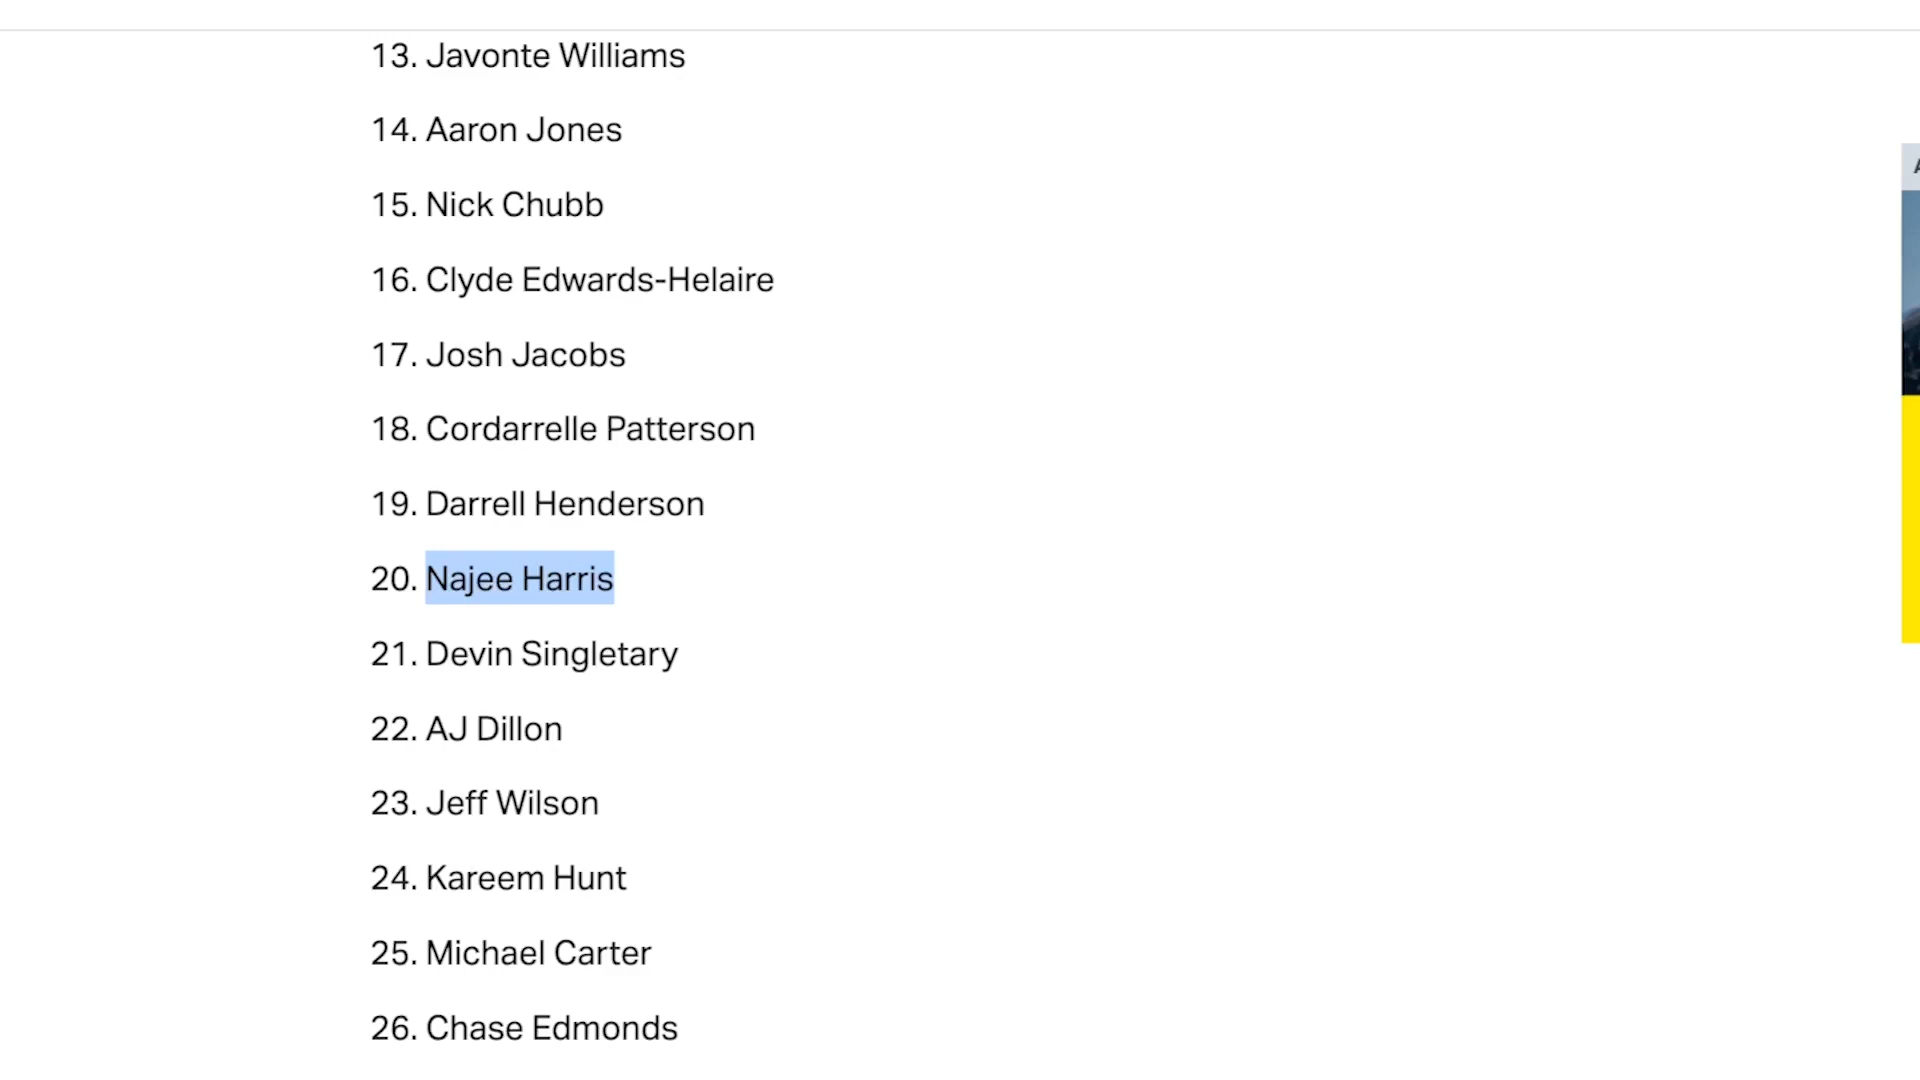 13. Javonte Williams
14. Aaron Jones
15. Nick Chubb
16. Clyde Edwards-Helaire
17. Josh Jacobs
18. Cordarrelle Patterson
19. Darrell Henderson
20. Najee Harris
21. Devin Singletary
22. AJ Dillon
23. Jeff Wilson
24. Kareem Hunt
25. Michael Carter
26. Chase Edmonds